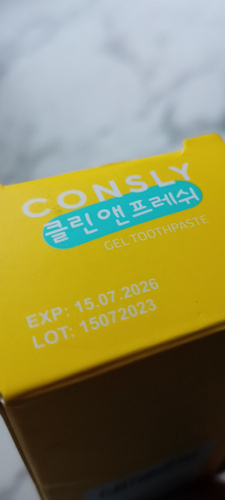 CONSLY
클린앤프레쉬
GEL TOOTHPASTE
EXP: 15.07.2026
LOT: 15072023